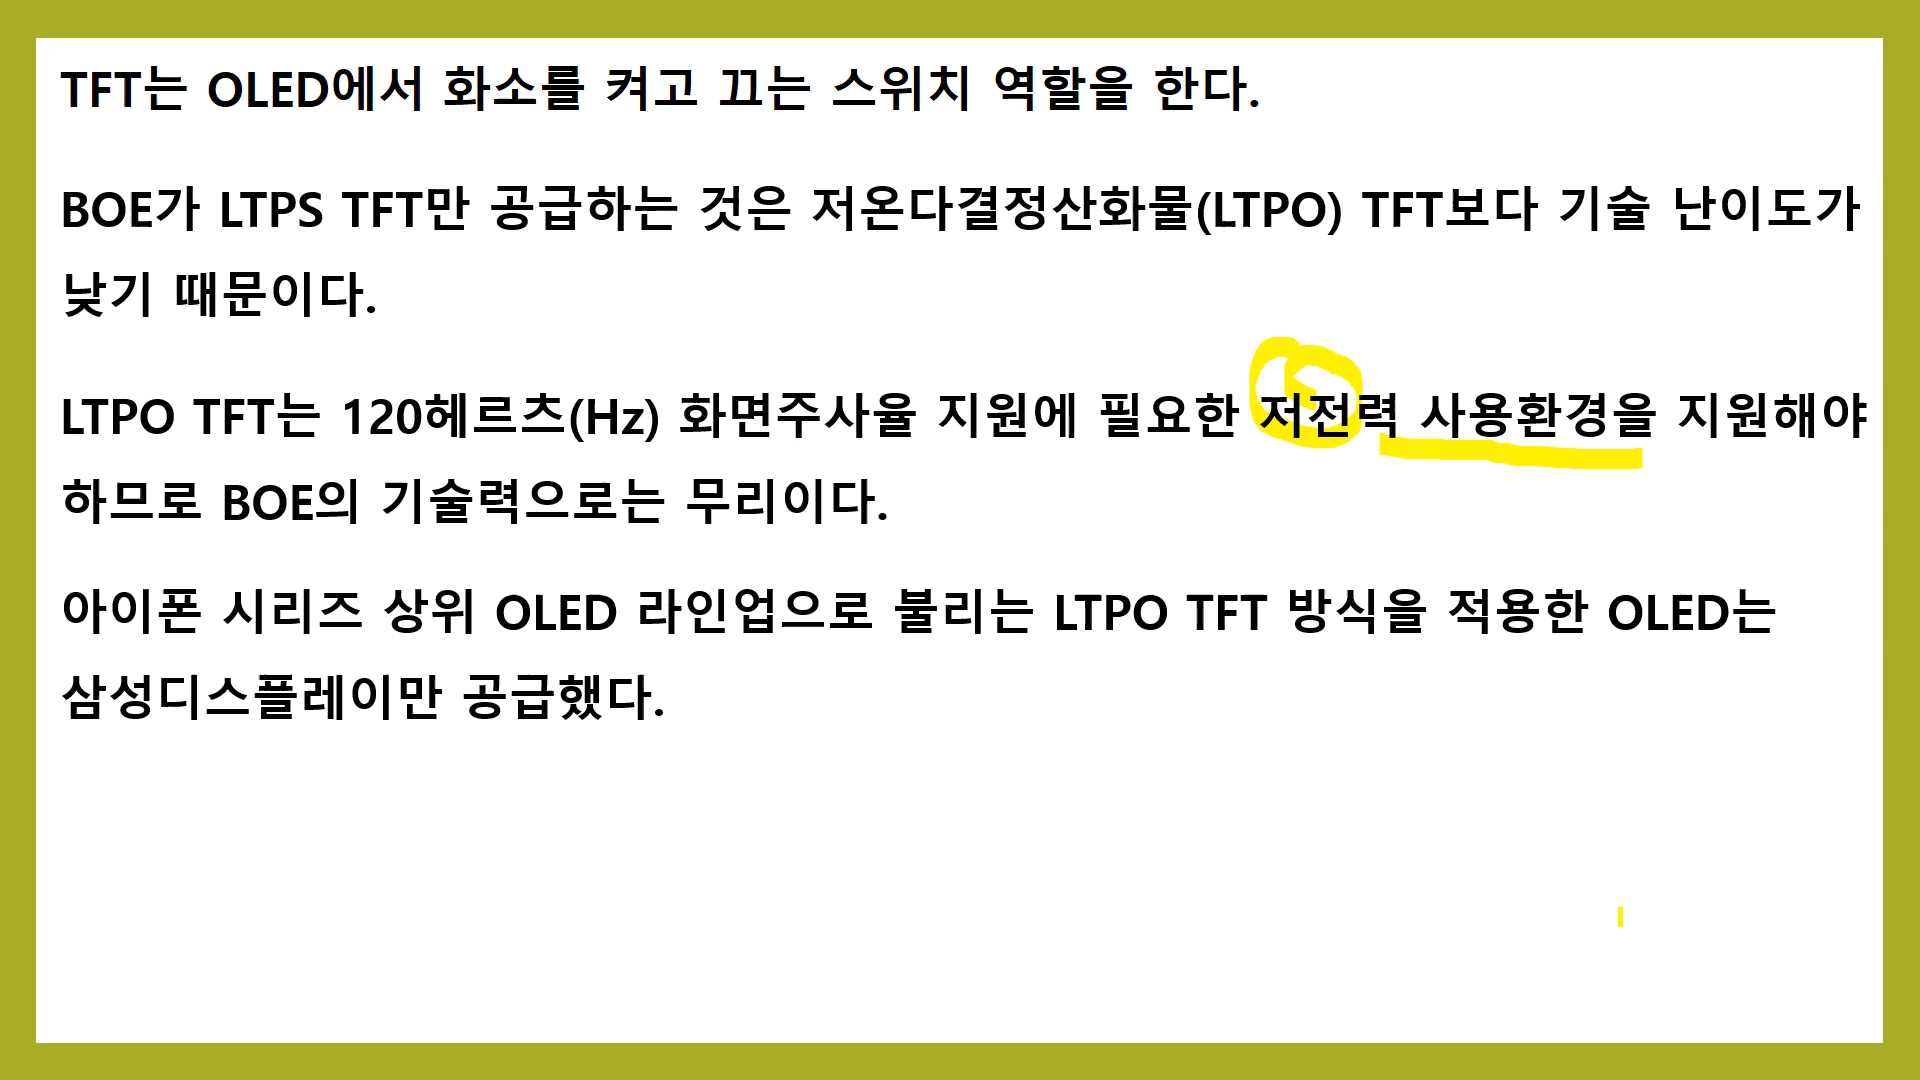 TFT는 OLED에서 화소를 켜고 끄는 스위치 역할을 한다.
BOE가 LTPS TFT만 공급하는 것은 저온다결정산화물(LTPO) TFT보다 기술 난이도가
낮기 때문이다.
LTPO TFT는 120헤르츠(Hz) 화면주사율 지원에 필요한 저전력 사용환경을 지원해야
하므로 BOE의 기술력으로는 무리이다.
아이폰 시리즈 상위 OLED 라인업으로 불리는 LTPO TFT 방식을 적용한 OLED는
삼성디스플레이만 공급했다.